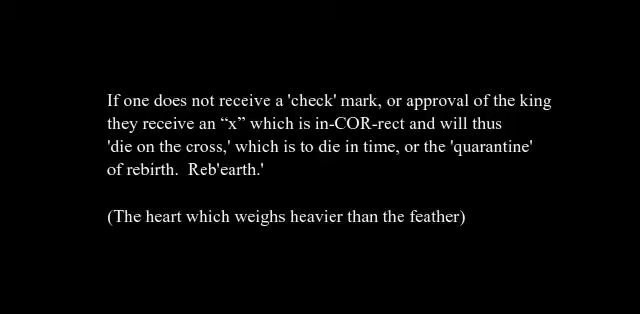 If one does not receive a 'check' mark, or approval of the king
they receive an “x” which is in-COR-rect and will thus
'die on the cross,' which is to die in time, or the 'quarantine'
of rebirth.  Reb'earth.'
(The heart which weighs heavier than the feather)